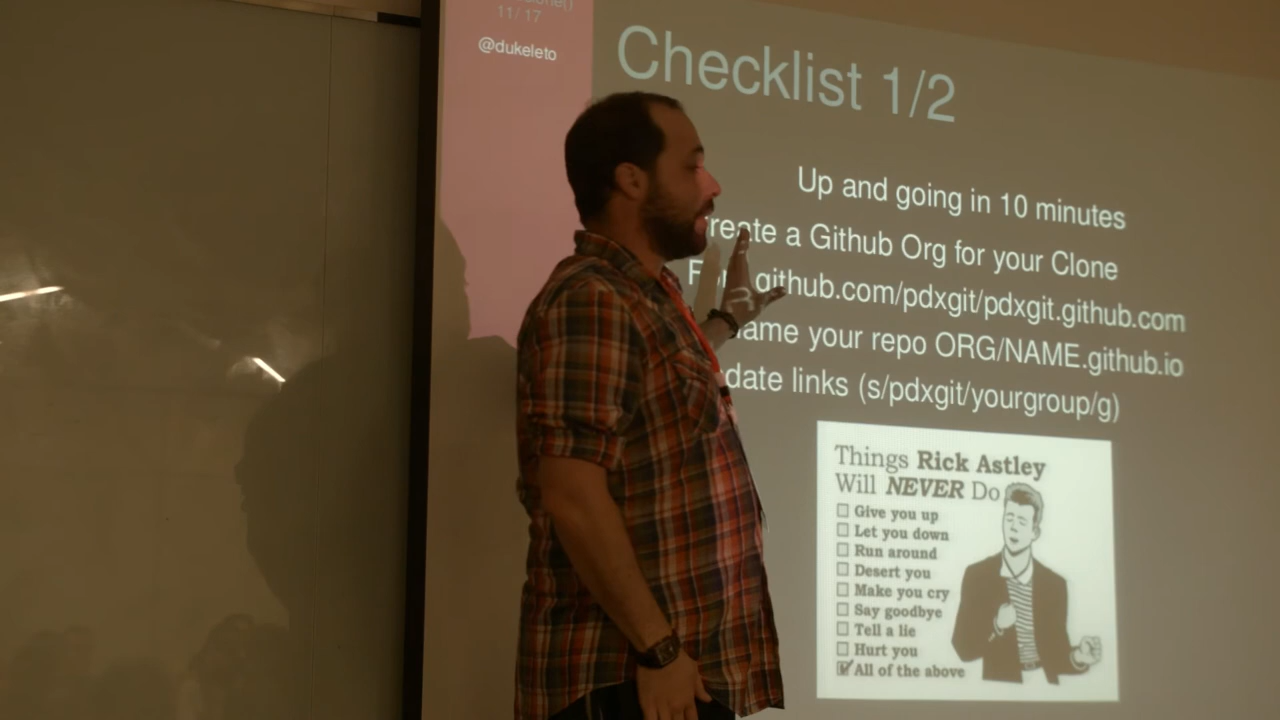 11/ 17
@dukeleto
Checklist 1/2
Up and going in 10 minutes
reate a Github Org for your Clone
github.com/pdxgit/pdxgit.github.com
ame your repo ORG/NAME.github.io
date links (s/pdxgit/yourgroup/g)
Things Rick Astley
Will NEVER Do
Give you up
Let you down
Run around
Desert you
Make you cry
Say goodbye
Tell a lie
Hurt you
All of the above